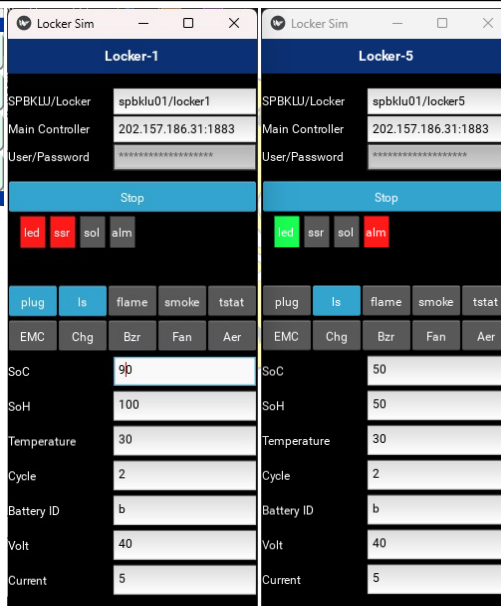 Locker Sim
Locker-1
SPBKLU/Locker spbklu01/locker1
Main Controller 202.157.186.31:1883
User/Password *******************
Stop
led ssr sol alm
plug ls flame smoke tstat
EMC Chg Bzr Fan Aer
SoC 90
SoH 100
Temperature 30
Cycle 2
Battery ID b
Volt 40
Current 5
Locker Sim
Locker-5
SPBKLU/Locker spbklu01/locker5
Main Controller 202.157.186.31:1883
User/Password *******************
Stop
led ssr sol alm
plug ls flame smoke tstat
EMC Chg Bzr Fan Aer
SoC 50
SoH 50
Temperature 30
Cycle 2
Battery ID b
Volt 40
Current 5